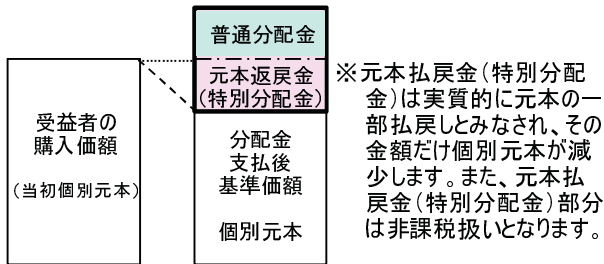 受益者の
購入価額
(当初個別元本)
普通分配金
元本返戻金
(特別分配金)
分配金
支払後
基準価額
個別元本
※元本払戻金(特別分配
金)は実質的に元本の一
部払戻しとみなされ、その
金額だけ個別元本が減
少します。また、元本払
戻金(特別分配金)部分
は非課税扱いとなります。